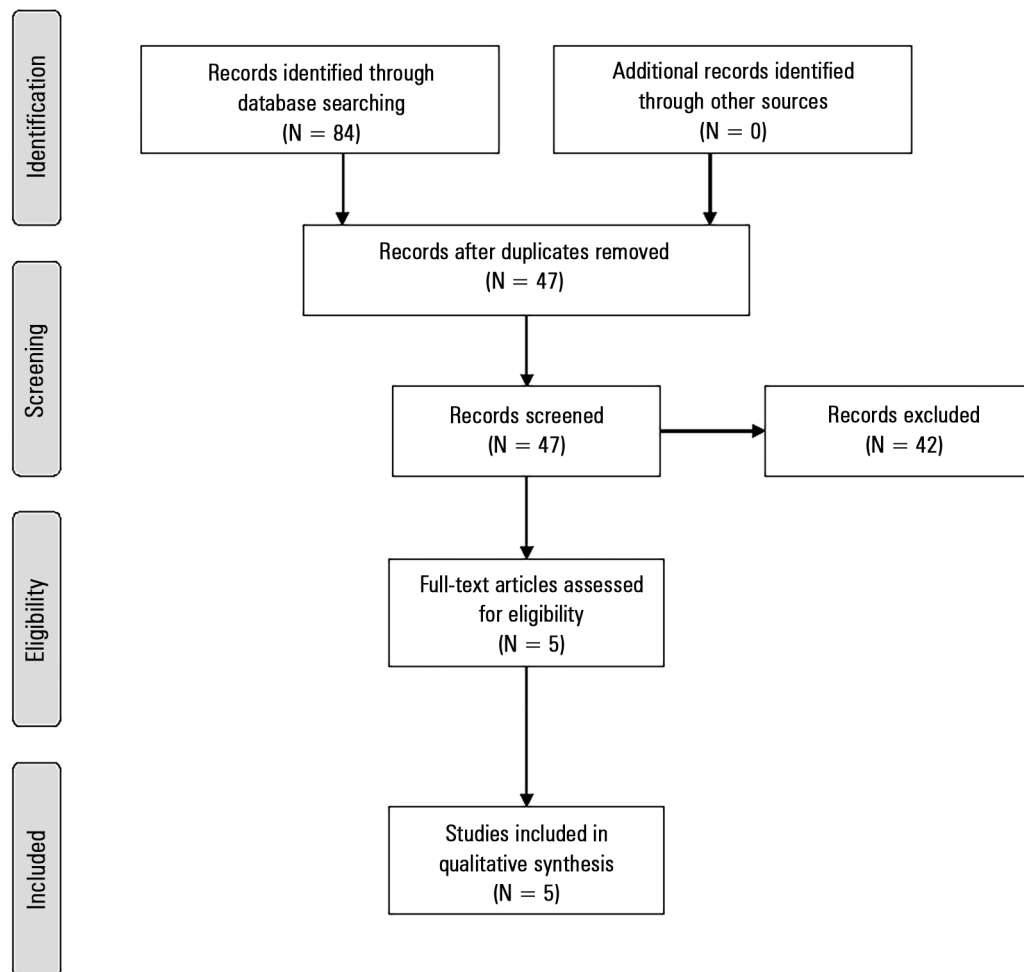 Identification
Records identified through
database searching
(N = 84)
Additional records identified
through other sources
(N = 0)
Records after duplicates removed
(N = 47)
Screening
Records screened
(N = 47)
Records excluded
(N = 42)
Eligibility
Full-text articles assessed
for eligibility
(N = 5)
Included
Studies included in
qualitative synthesis
(N = 5)